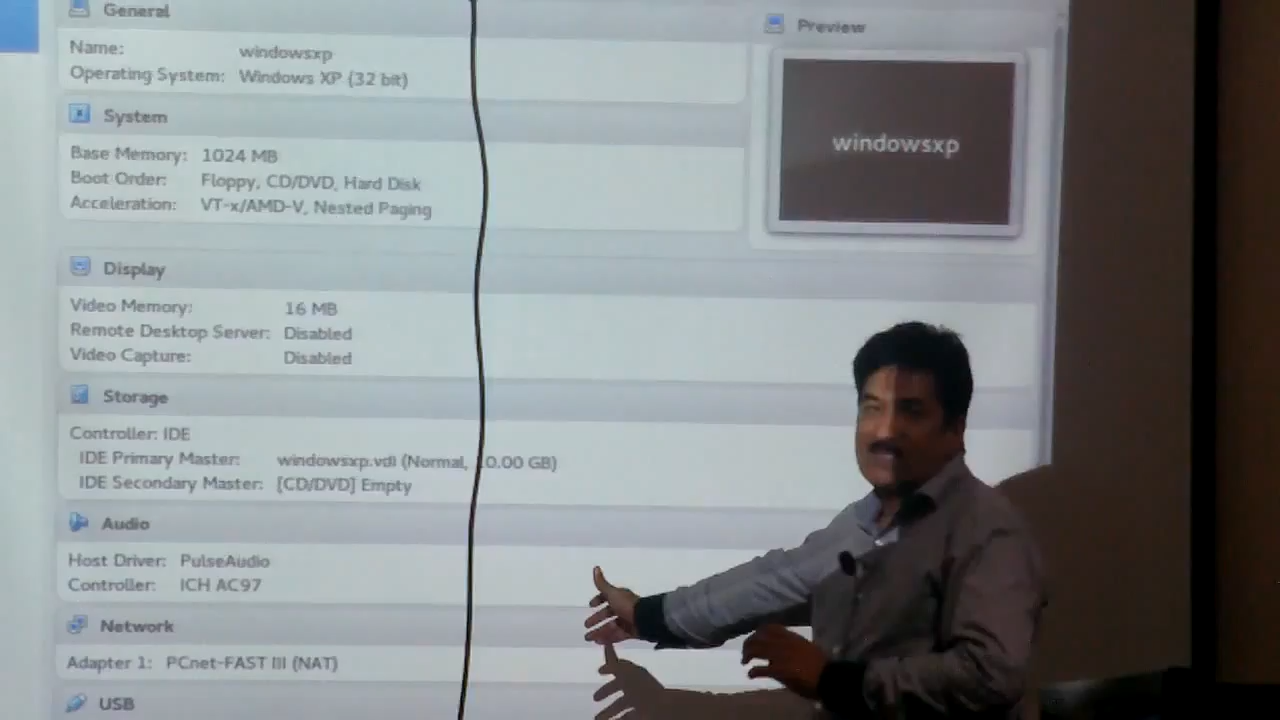 General
Name: windowsxp
Operating System: Windows XP (32 bit)
System
Base Memory: 1024 MB
Boot Order: Floppy, CD/DVD, Hard Disk
Acceleration: VT-x/AMD-V, Nested Paging
Preview
windowsxp
Display
Video Memory: 16 MB
Remote Desktop Server: Disabled
Video Capture: Disabled
Storage
Controller: IDE
IDE Primary Master: windowsxp.vdi (Normal, 10.00 GB)
IDE Secondary Master: [CD/DVD] Empty
Audio
Host Driver: PulseAudio
Controller: ICH AC97
Network
Adapter 1: PCnet-FAST III (NAT)
USB